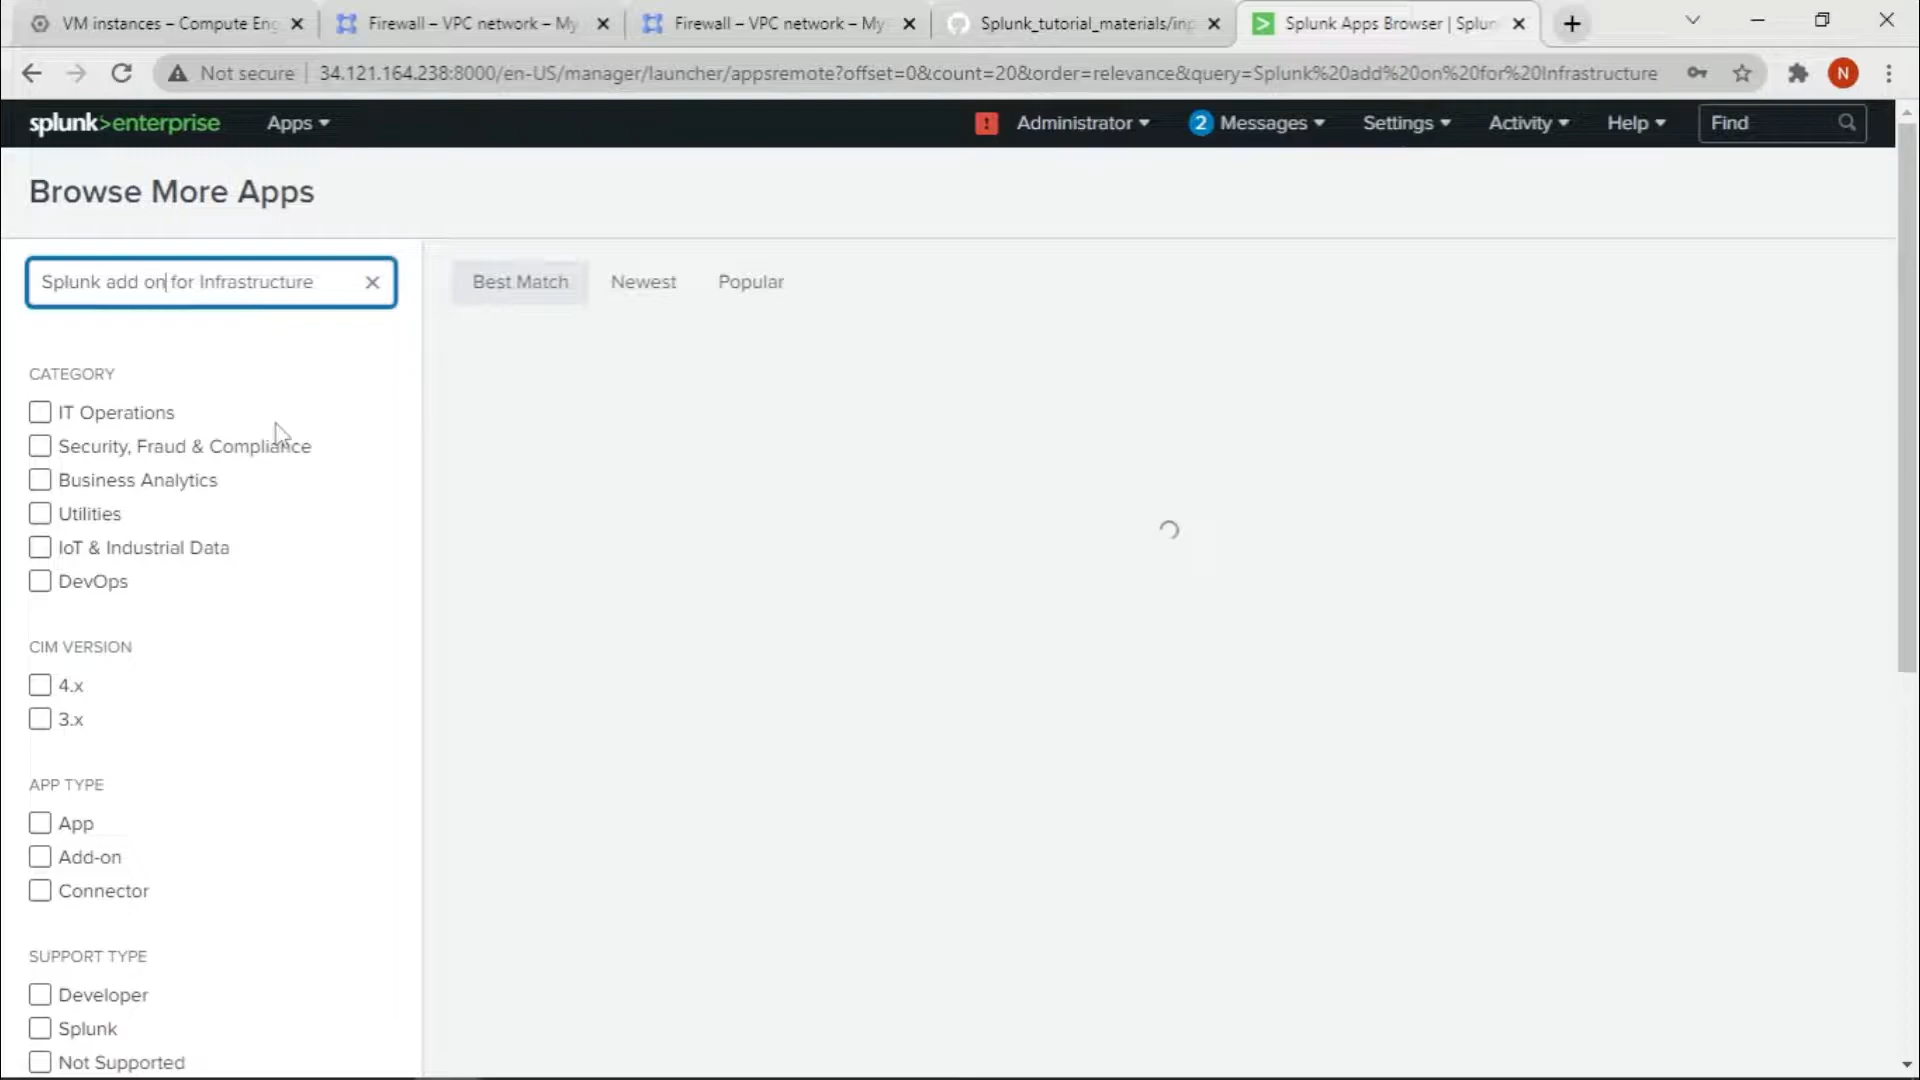 VM instances – Compute Eng
Firewall – VPC network – My
Firewall – VPC network – My
Splunk_tutorial_materials/inp
Splunk Apps Browser | Splun
Not secure
34.121.164.238:8000/en-US/manager/launcher/appsremote?offset=0&count=20&order=relevance&query=Splunk%20add%20on%20for%20Infrastructure
N
splunk>enterprise
Apps
!
Administrator
2
Messages
Settings
Activity
Help
Find
Browse More Apps
Splunk add on for Infrastructure
Best Match
Newest
Popular
CATEGORY
IT Operations
Security, Fraud & Compliance
Business Analytics
Utilities
IoT & Industrial Data
DevOps
CIM VERSION
4.x
3.x
APP TYPE
App
Add-on
Connector
SUPPORT TYPE
Developer
Splunk
Not Supported